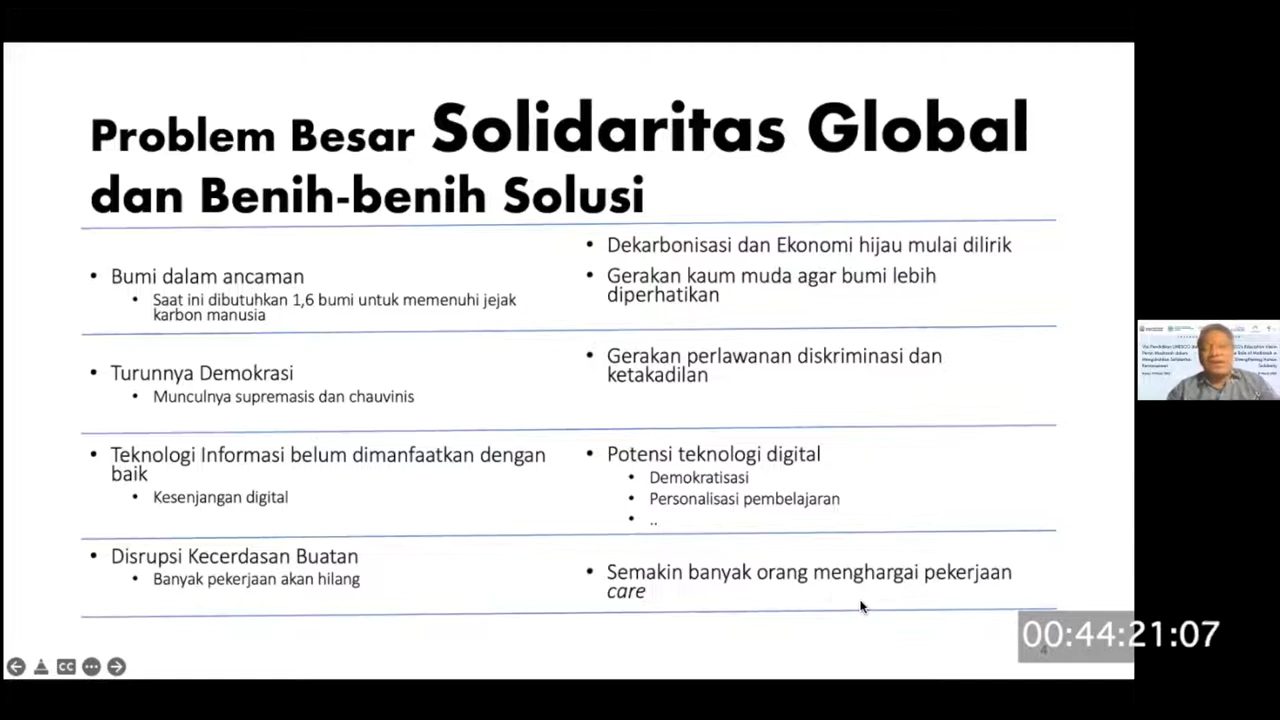 Problem Besar Solidaritas Global
dan Benih-benih Solusi
• Bumi dalam ancaman
• Saat ini dibutuhkan 1,6 bumi untuk memenuhi jejak
karbon manusia
• Dekarbonisasi dan Ekonomi hijau mulai dilirik
• Gerakan kaum muda agar bumi lebih
diperhatikan
• Turunnya Demokrasi
• Munculnya supremasis dan chauvinis
• Gerakan perlawanan diskriminasi dan
ketakadilan
• Teknologi Informasi belum dimanfaatkan dengan
baik
• Kesenjangan digital
• Potensi teknologi digital
• Demokratisasi
• Personalisasi pembelajaran
• ..
• Disrupsi Kecerdasan Buatan
• Banyak pekerjaan akan hilang
• Semakin banyak orang menghargai pekerjaan
care
00:44:21:07
4
CC